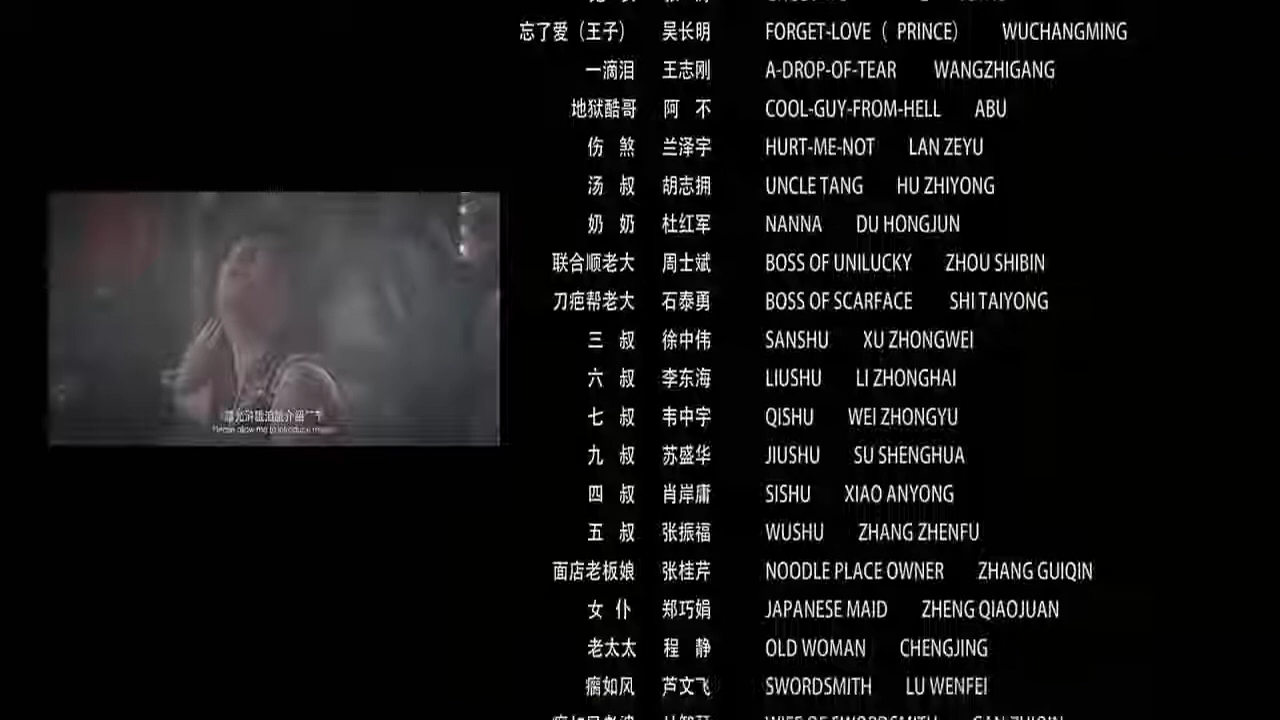 忘了爱（王子） 吴长明 FORGET-LOVE（ PRINCE） WUCHANGMING
一滴泪 王志刚 A-DROP-OF-TEAR WANGZHIGANG
地狱酷哥 阿 不 COOL-GUY-FROM-HELL ABU
伤 煞 兰泽宇 HURT-ME-NOT LAN ZEYU
汤 叔 胡志拥 UNCLE TANG HU ZHIYONG
奶 奶 杜红军 NANNA DU HONGJUN
联合顺老大 周士斌 BOSS OF UNILUCKY ZHOU SHIBIN
刀疤帮老大 石泰勇 BOSS OF SCARFACE SHI TAIYONG
三 叔 徐中伟 SANSHU XU ZHONGWEI
六 叔 李东海 LIUSHU LI ZHONGHAI
七 叔 韦中宇 QISHU WEI ZHONGYU
九 叔 苏盛华 JIUSHU SU SHENGHUA
四 叔 肖岸庸 SISHU XIAO ANYONG
五 叔 张振福 WUSHU ZHANG ZHENFU
面店老板娘 张桂芹 NOODLE PLACE OWNER ZHANG GUIQIN
女 仆 郑巧娟 JAPANESE MAID ZHENG QIAOJUAN
老太太 程 静 OLD WOMAN CHENGJING
瘸如风 芦文飞 SWORDSMITH LU WENFEI
Please allow me to introduce